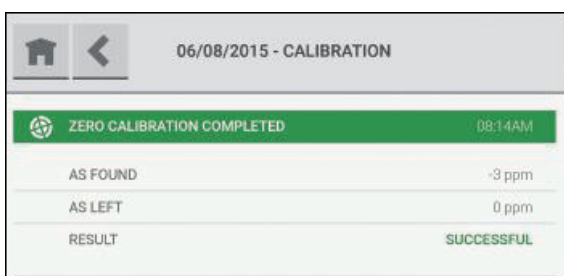 06/08/2015 - CALIBRATION
ZERO CALIBRATION COMPLETED 08:14AM
AS FOUND -3 ppm
AS LEFT 0 ppm
RESULT SUCCESSFUL